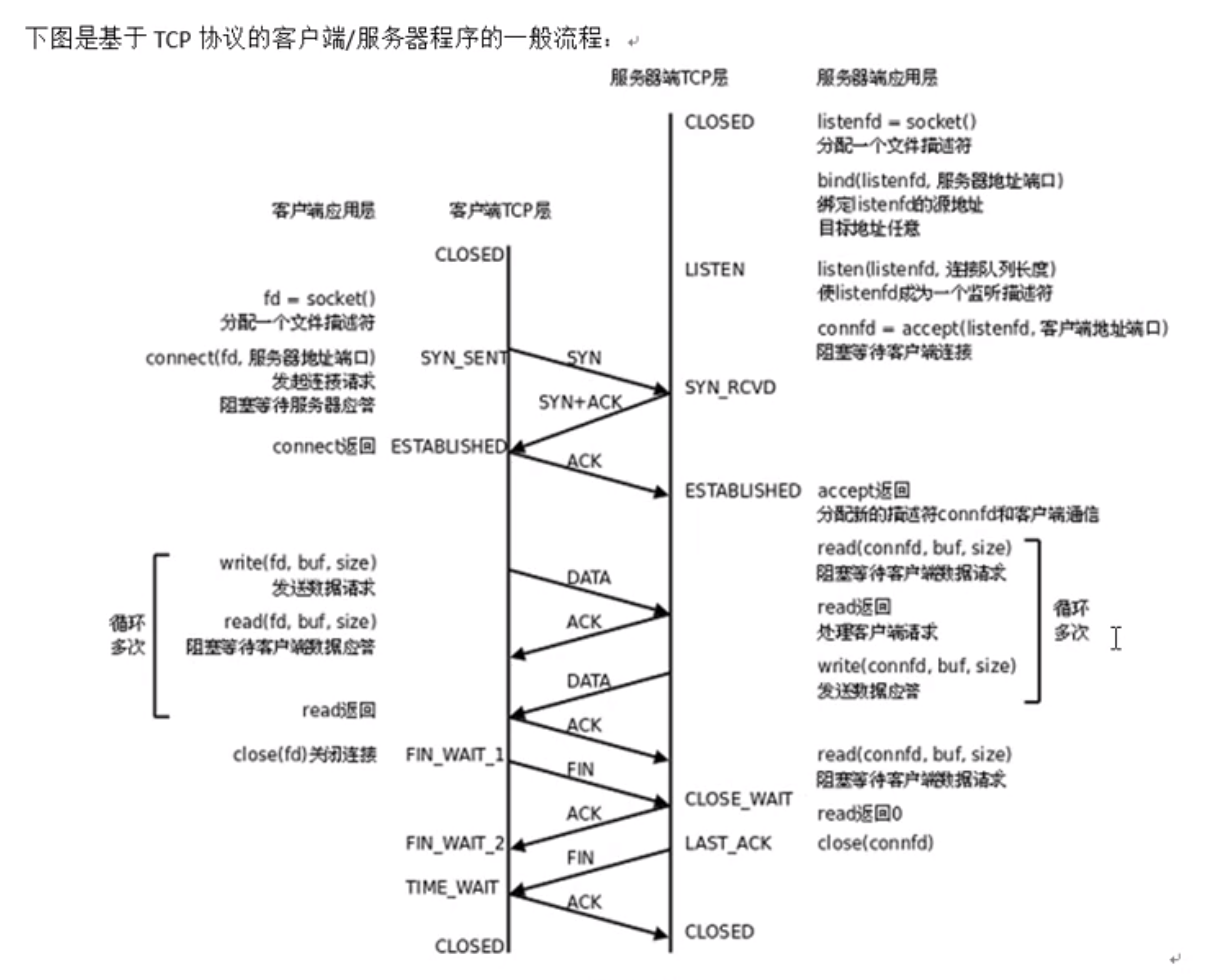 下图是基于 TCP 协议的客户端/服务器程序的一般流程：
服务器端TCP层 服务器端应用层
CLOSED listenfd = socket()
分配一个文件描述符
bind(listenfd, 服务器地址端口)
绑定listenfd的源地址
客户端应用层 客户端TCP层
目标地址任意
CLOSED
LISTEN listen(listenfd, 连接队列长度)
使listenfd成为一个监听描述符
fd = socket()
分配一个文件描述符
connfd = accept(listenfd, 客户端地址端口)
阻塞等待客户端连接
connect(fd, 服务器地址端口) SYN_SENT SYN
发起连接请求
SYN_RCVD
阻塞等待服务器应答
SYN+ACK
connect返回 ESTABLISHED
ACK
ESTABLISHED accept返回
分配新的描述符connfd和客户端通信
read(connfd, buf, size)
阻塞等待客户端数据请求
write(fd, buf, size)
发送数据请求
DATA
循环
多次
read(fd, buf, size)
阻塞等待客户端数据应答
ACK
read返回
处理客户端请求
循环
多次
write(connfd, buf, size)
发送数据应答
DATA
read返回
ACK
close(fd)关闭连接 FIN_WAIT_1
read(connfd, buf, size)
阻塞等待客户端数据请求
FIN
CLOSE_WAIT
read返回0
ACK
FIN_WAIT_2
LAST_ACK close(connfd)
FIN
TIME_WAIT
ACK
CLOSED
CLOSED